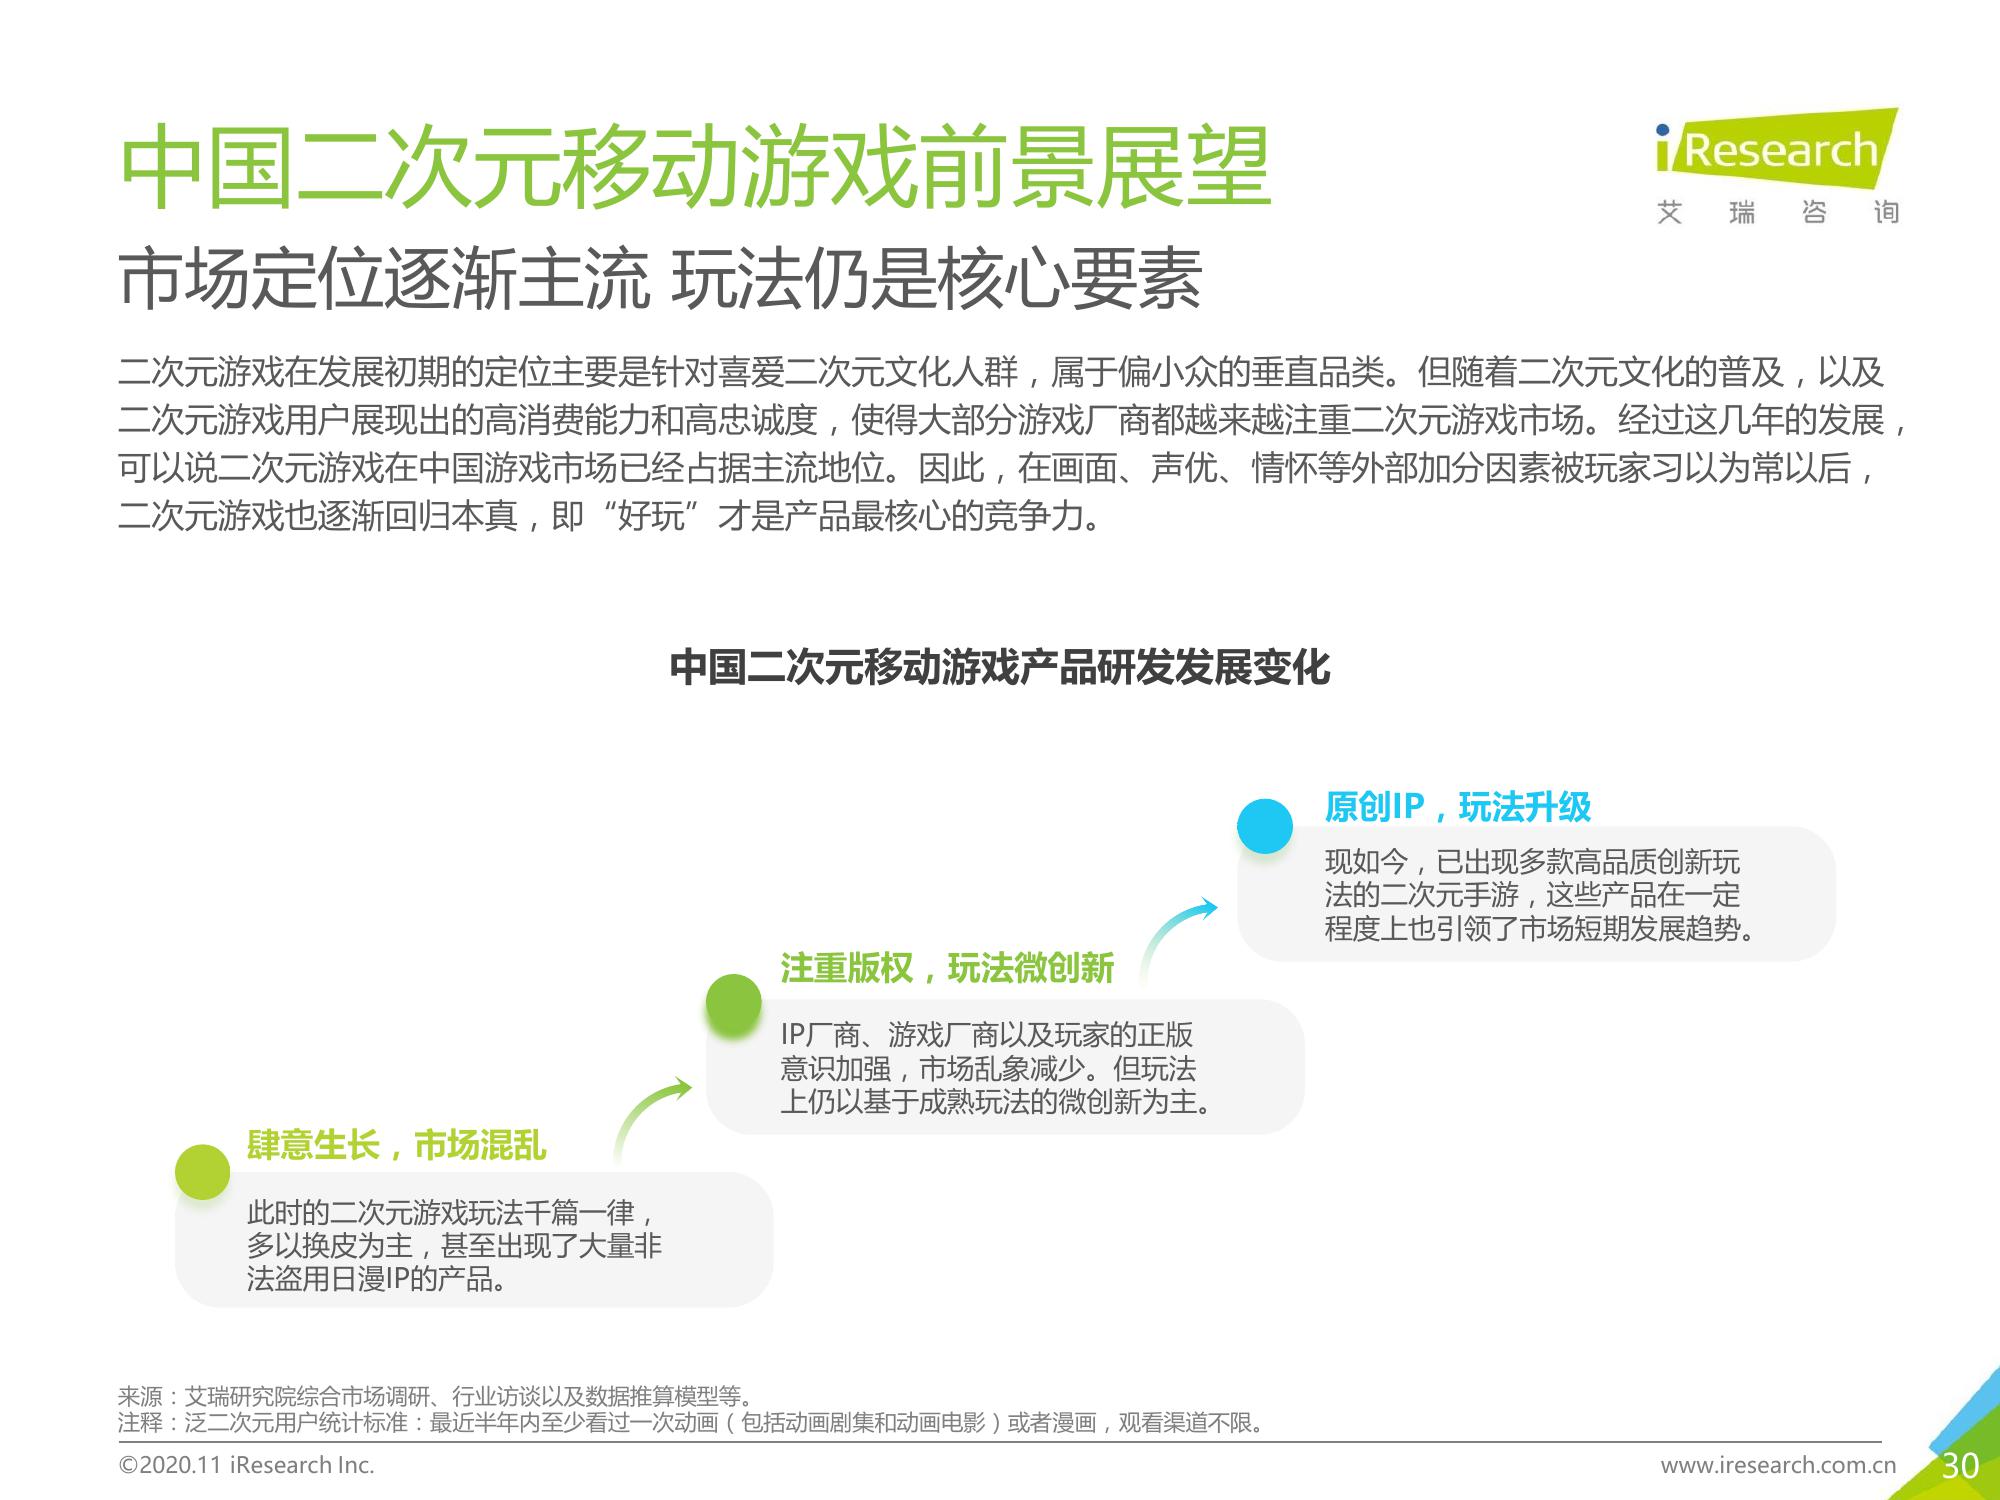 中国二次元移动游戏前景展望
iResearch
艾瑞咨询
市场定位逐渐主流 玩法仍是核心要素
二次元游戏在发展初期的定位主要是针对喜爱二次元文化人群，属于偏小众的垂直品类。但随着二次元文化的普及，以及
二次元游戏用户展现出的高消费能力和高忠诚度，使得大部分游戏厂商都越来越注重二次元游戏市场。经过这几年的发展，
可以说二次元游戏在中国游戏市场已经占据主流地位。因此，在画面、声优、情怀等外部加分因素被玩家习以为常以后，
二次元游戏也逐渐回归本真，即“好玩”才是产品最核心的竞争力。
中国二次元移动游戏产品研发发展变化
原创IP，玩法升级
现如今，已出现多款高品质创新玩
法的二次元手游，这些产品在一定
程度上也引领了市场短期发展趋势。
注重版权，玩法微创新
IP厂商、游戏厂商以及玩家的正版
意识加强，市场乱象减少。但玩法
上仍以基于成熟玩法的微创新为主。
肆意生长，市场混乱
此时的二次元游戏玩法千篇一律，
多以换皮为主，甚至出现了大量非
法盗用日漫IP的产品。
来源：艾瑞研究院综合市场调研、行业访谈以及数据推算模型等。
注释：泛二次元用户统计标准：最近半年内至少看过一次动画（包括动画剧集和动画电影）或者漫画，观看渠道不限。
©2020.11 iResearch Inc.
www.iresearch.com.cn
30